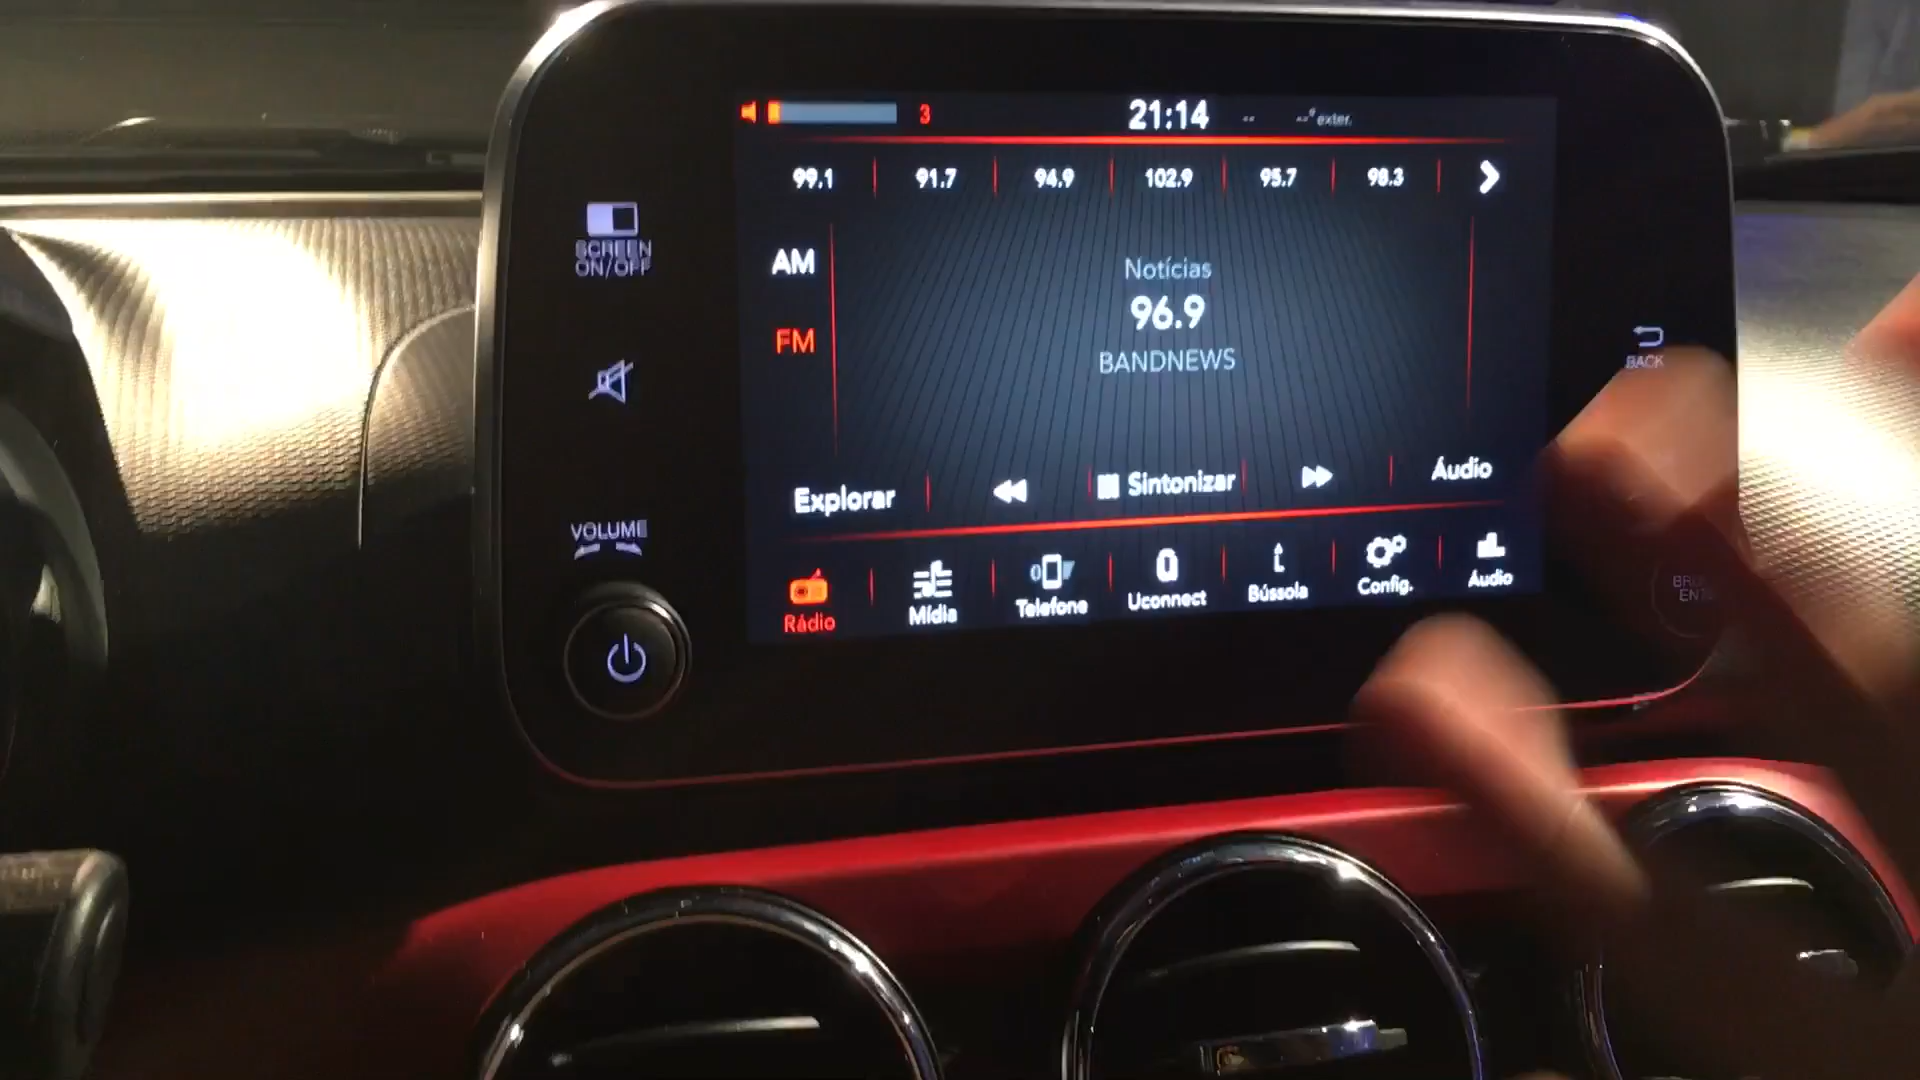 3 21:14 -- --° exter.
99.1 91.7 94.9 102.9 95.7 98.3
SCREEN
ON/OFF
AM
Notícias
96.9
FM
BANDNEWS
BACK
Explorar Sintonizar Áudio
VOLUME
Rádio Mídia Telefone Uconnect Bússola Config. Áudio